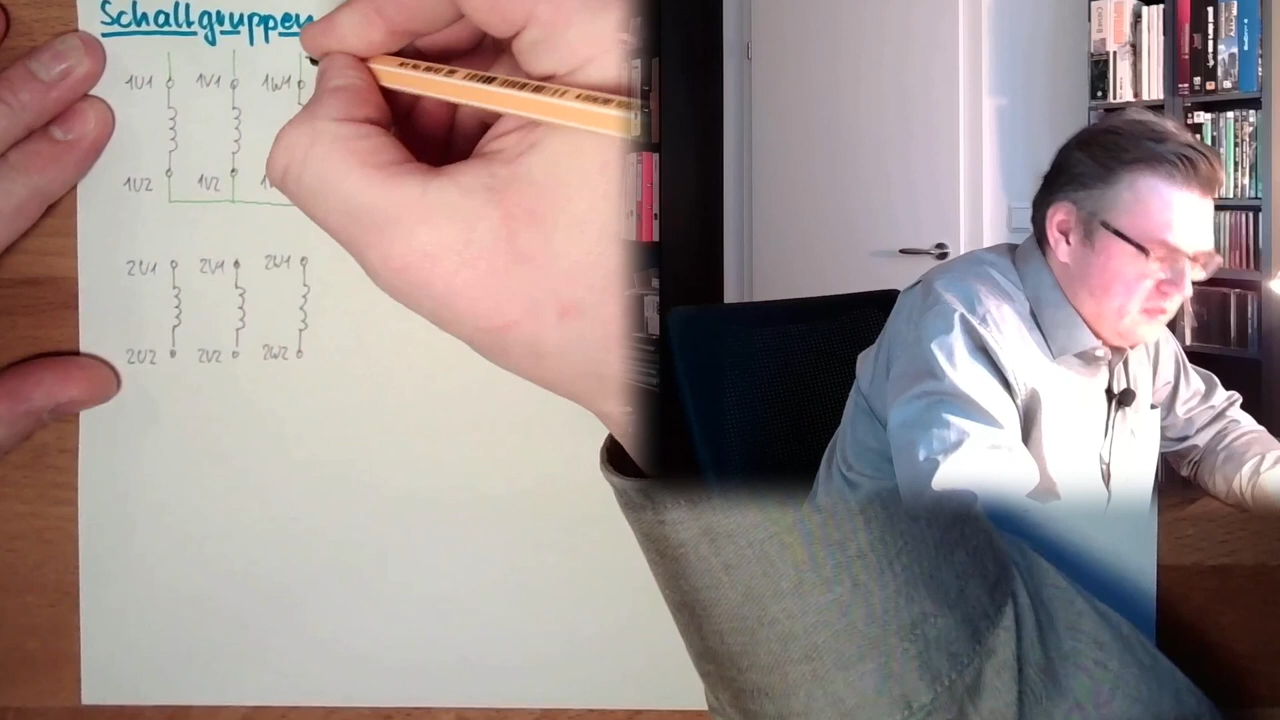 Schaltgruppen
1U1 1V1 1W1
1U2 1V2
2U1 2V1 2W1
2U2 2V2 2W2